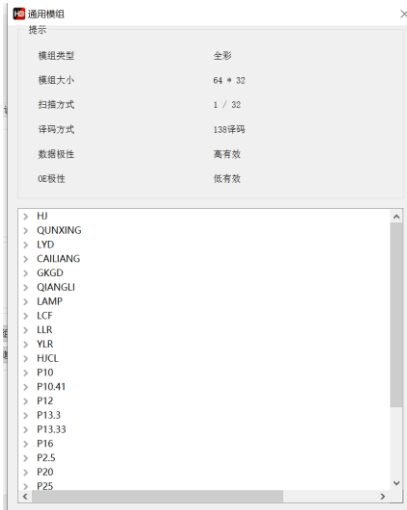 HD 通用模组
提示
模组类型 全彩
模组大小 64 * 32
扫描方式 1 / 32
译码方式 138译码
数据极性 高有效
OE极性 低有效
HJ
QUNXING
LYD
CAILIANG
GKGD
QIANGLI
LAMP
LCF
LLR
YLR
HJCL
P10
P10.41
P12
P13.3
P13.33
P16
P2.5
P20
P25